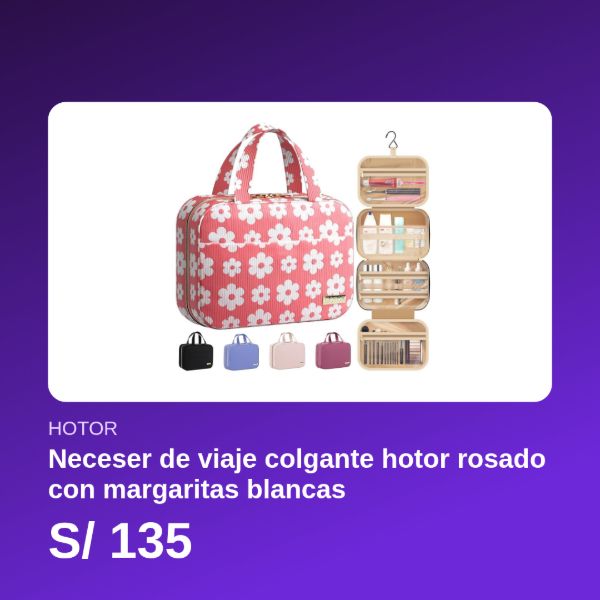 HOTOR
Neceser de viaje colgante hotor rosado
con margaritas blancas
S/ 135